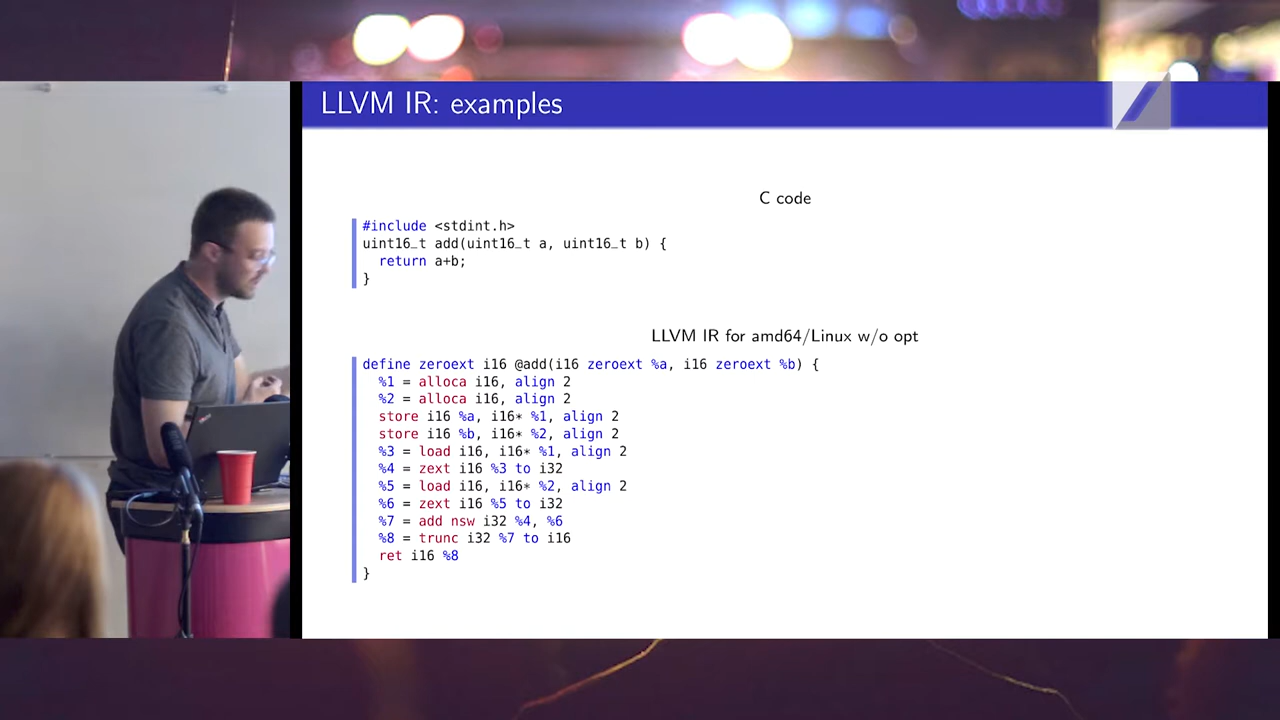 LLVM IR: examples
C code
#include <stdint.h>
uint16_t add(uint16_t a, uint16_t b) {
  return a+b;
}
LLVM IR for amd64/Linux w/o opt
define zeroext i16 @add(i16 zeroext %a, i16 zeroext %b) {
  %1 = alloca i16, align 2
  %2 = alloca i16, align 2
  store i16 %a, i16* %1, align 2
  store i16 %b, i16* %2, align 2
  %3 = load i16, i16* %1, align 2
  %4 = zext i16 %3 to i32
  %5 = load i16, i16* %2, align 2
  %6 = zext i16 %5 to i32
  %7 = add nsw i32 %4, %6
  %8 = trunc i32 %7 to i16
  ret i16 %8
}